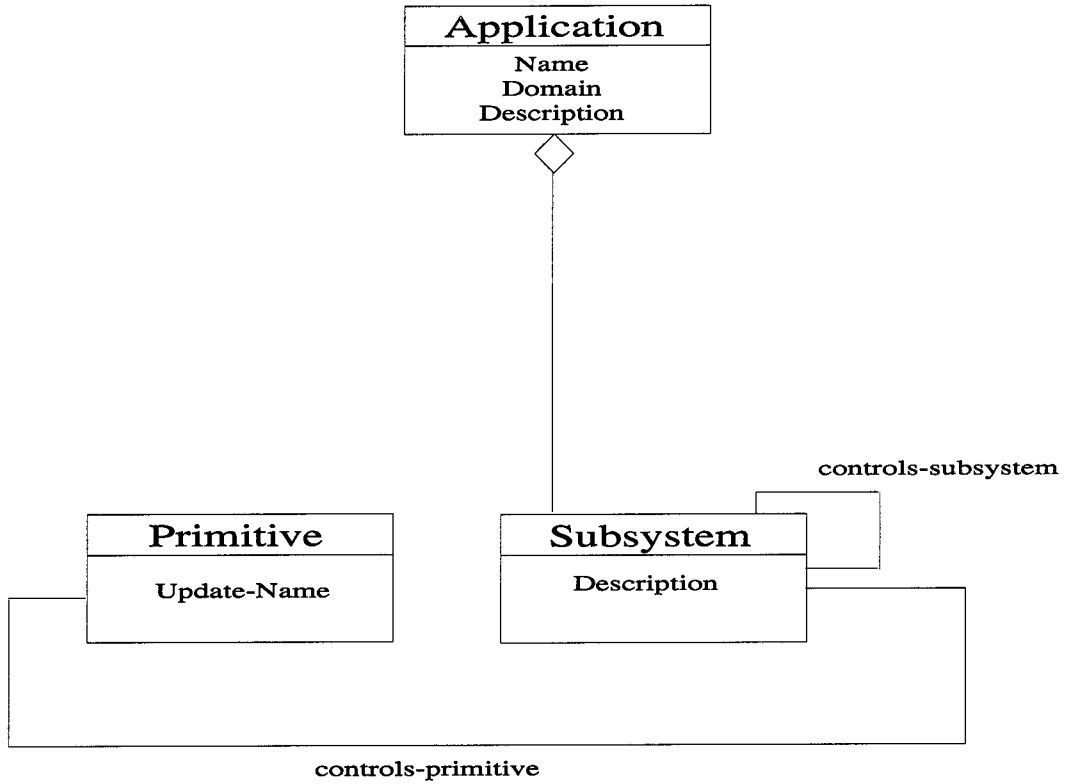 Application
Name
Domain
Description
controls-subsystem
Primitive
Update-Name
Subsystem
Description
controls-primitive